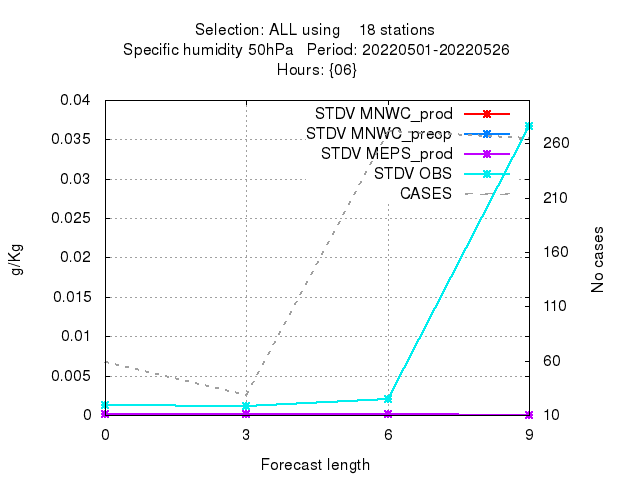 Selection: ALL using 18 stations
Specific humidity 50hPa Period: 20220501-20220526
Hours: {06}
STDV MNWC_prod
STDV MNWC_preop
STDV MEPS_prod
STDV OBS
CASES
0.04
0.035
0.03
0.025
0.02
0.015
0.01
0.005
0
g/Kg
260
210
160
110
60
10
No cases
0
3
6
9
Forecast length